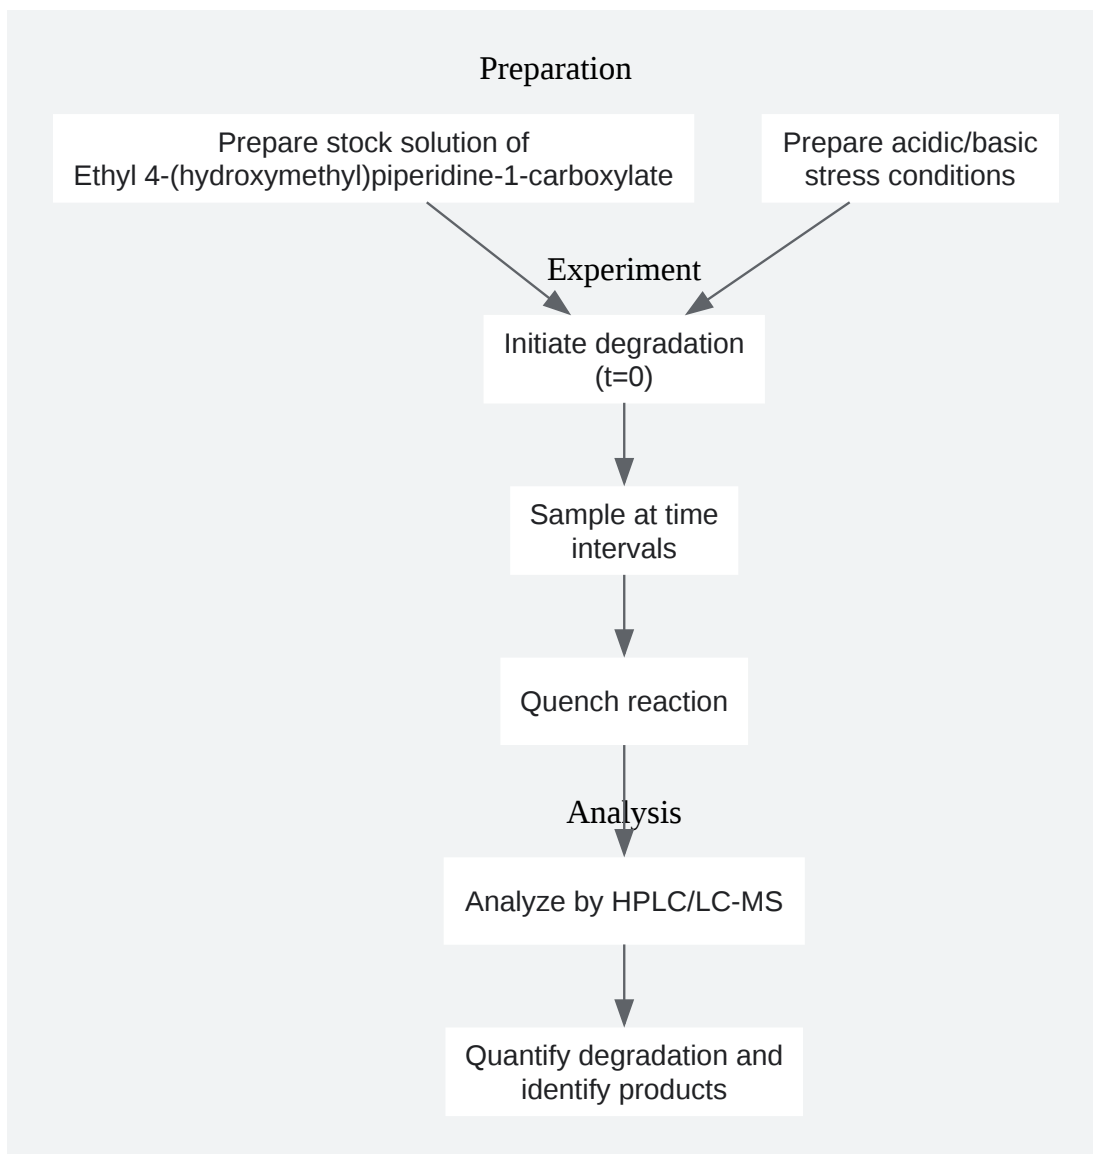 Preparation
Prepare stock solution of
Ethyl 4-(hydroxymethyl)piperidine-1-carboxylate
Prepare acidic/basic
stress conditions
Experiment
Initiate degradation
(t=0)
Sample at time
intervals
Quench reaction
Analysis
Analyze by HPLC/LC-MS
Quantify degradation and
identify products